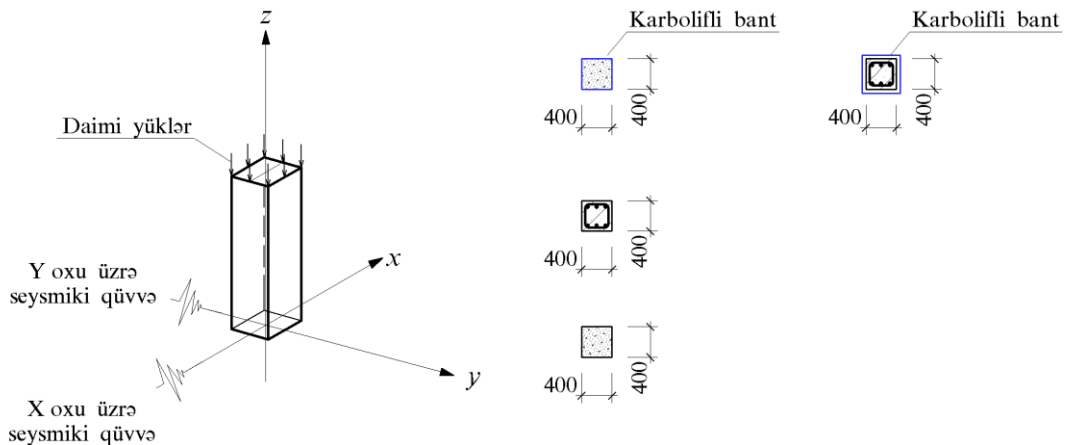 z
Daimi yüklər
x
Y oxu üzrə
seysmiki qüvvə
y
X oxu üzrə
seysmiki qüvvə
Karbolifli bant
400
400
400
400
400
400
Karbolifli bant
400
400